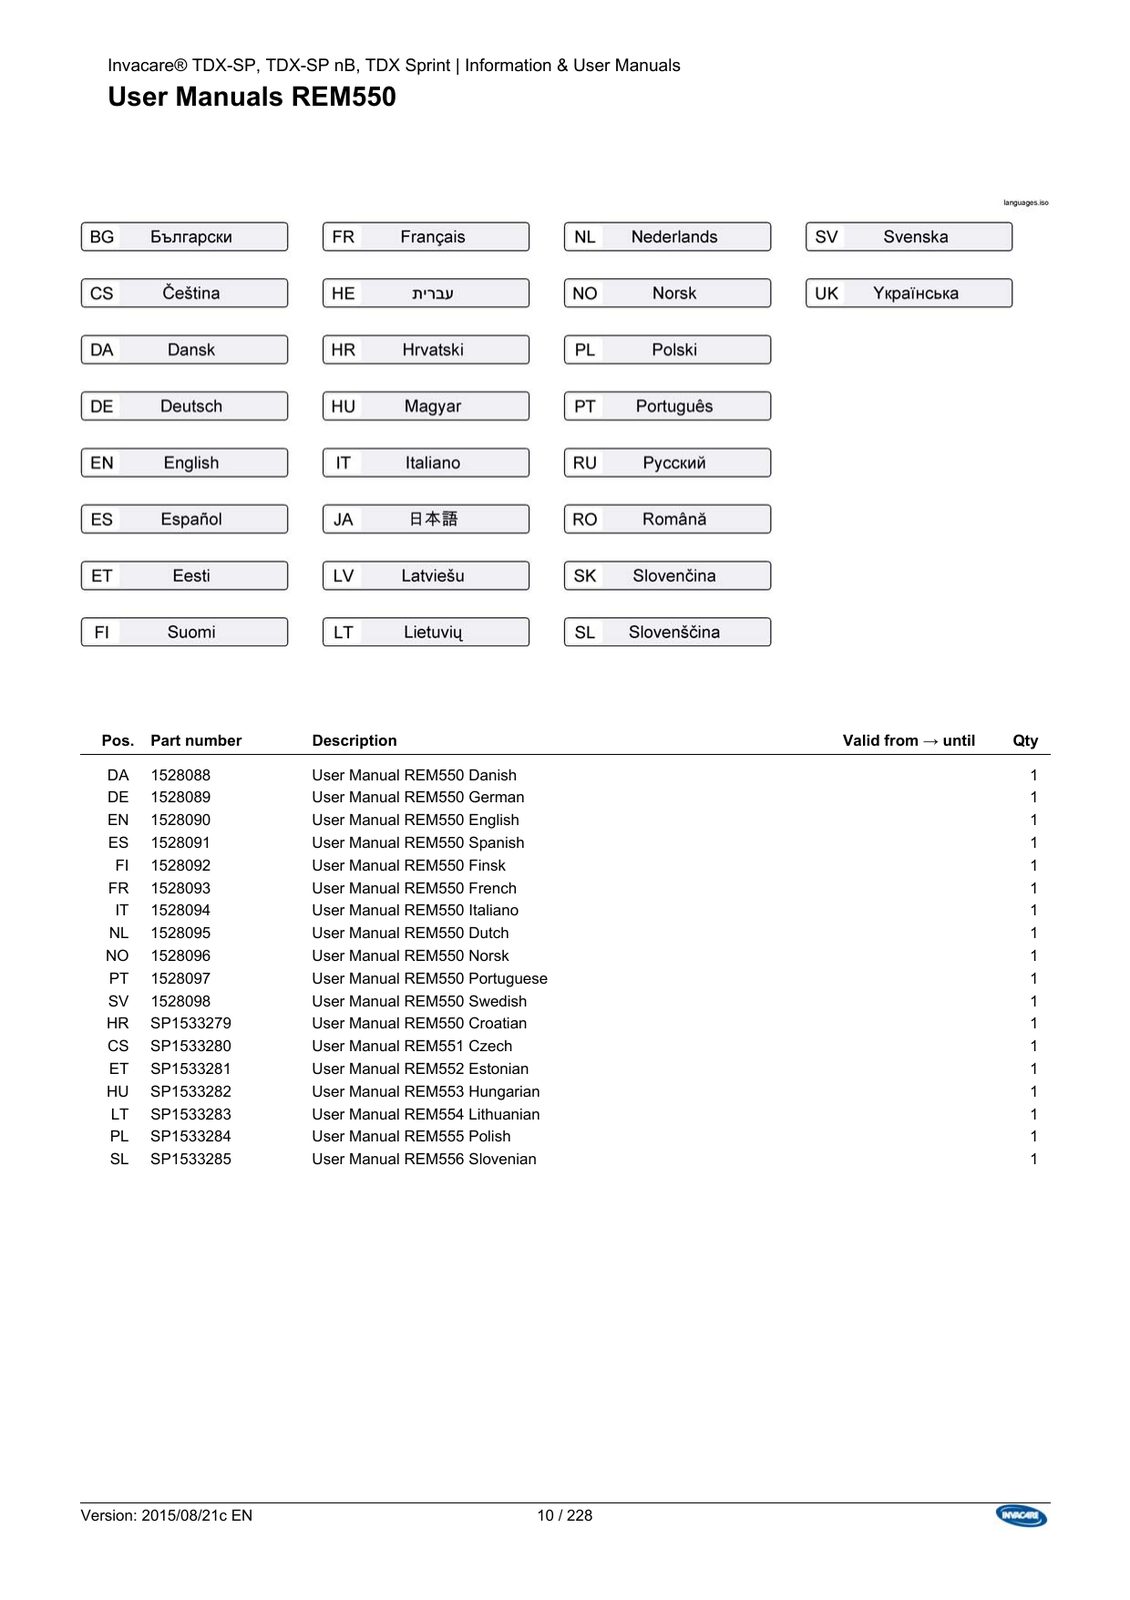 Invacare® TDX-SP, TDX-SP nB, TDX Sprint | Information & User Manuals
User Manuals REM550
languages.iso
BG Български FR Français NL Nederlands SV Svenska
CS Čeština HE עברית NO Norsk UK Yкраїнська
DA Dansk HR Hrvatski PL Polski
DE Deutsch HU Magyar PT Português
EN English IT Italiano RU Русский
ES Español JA 日本語 RO Română
ET Eesti LV Latviešu SK Slovenčina
FI Suomi LT Lietuvių SL Slovenščina
Pos. Part number Description Valid from → until Qty
DA 1528088 User Manual REM550 Danish 1
DE 1528089 User Manual REM550 German 1
EN 1528090 User Manual REM550 English 1
ES 1528091 User Manual REM550 Spanish 1
FI 1528092 User Manual REM550 Finsk 1
FR 1528093 User Manual REM550 French 1
IT 1528094 User Manual REM550 Italiano 1
NL 1528095 User Manual REM550 Dutch 1
NO 1528096 User Manual REM550 Norsk 1
PT 1528097 User Manual REM550 Portuguese 1
SV 1528098 User Manual REM550 Swedish 1
HR SP1533279 User Manual REM550 Croatian 1
CS SP1533280 User Manual REM551 Czech 1
ET SP1533281 User Manual REM552 Estonian 1
HU SP1533282 User Manual REM553 Hungarian 1
LT SP1533283 User Manual REM554 Lithuanian 1
PL SP1533284 User Manual REM555 Polish 1
SL SP1533285 User Manual REM556 Slovenian 1
Version: 2015/08/21c EN 10 / 228 INVACARE